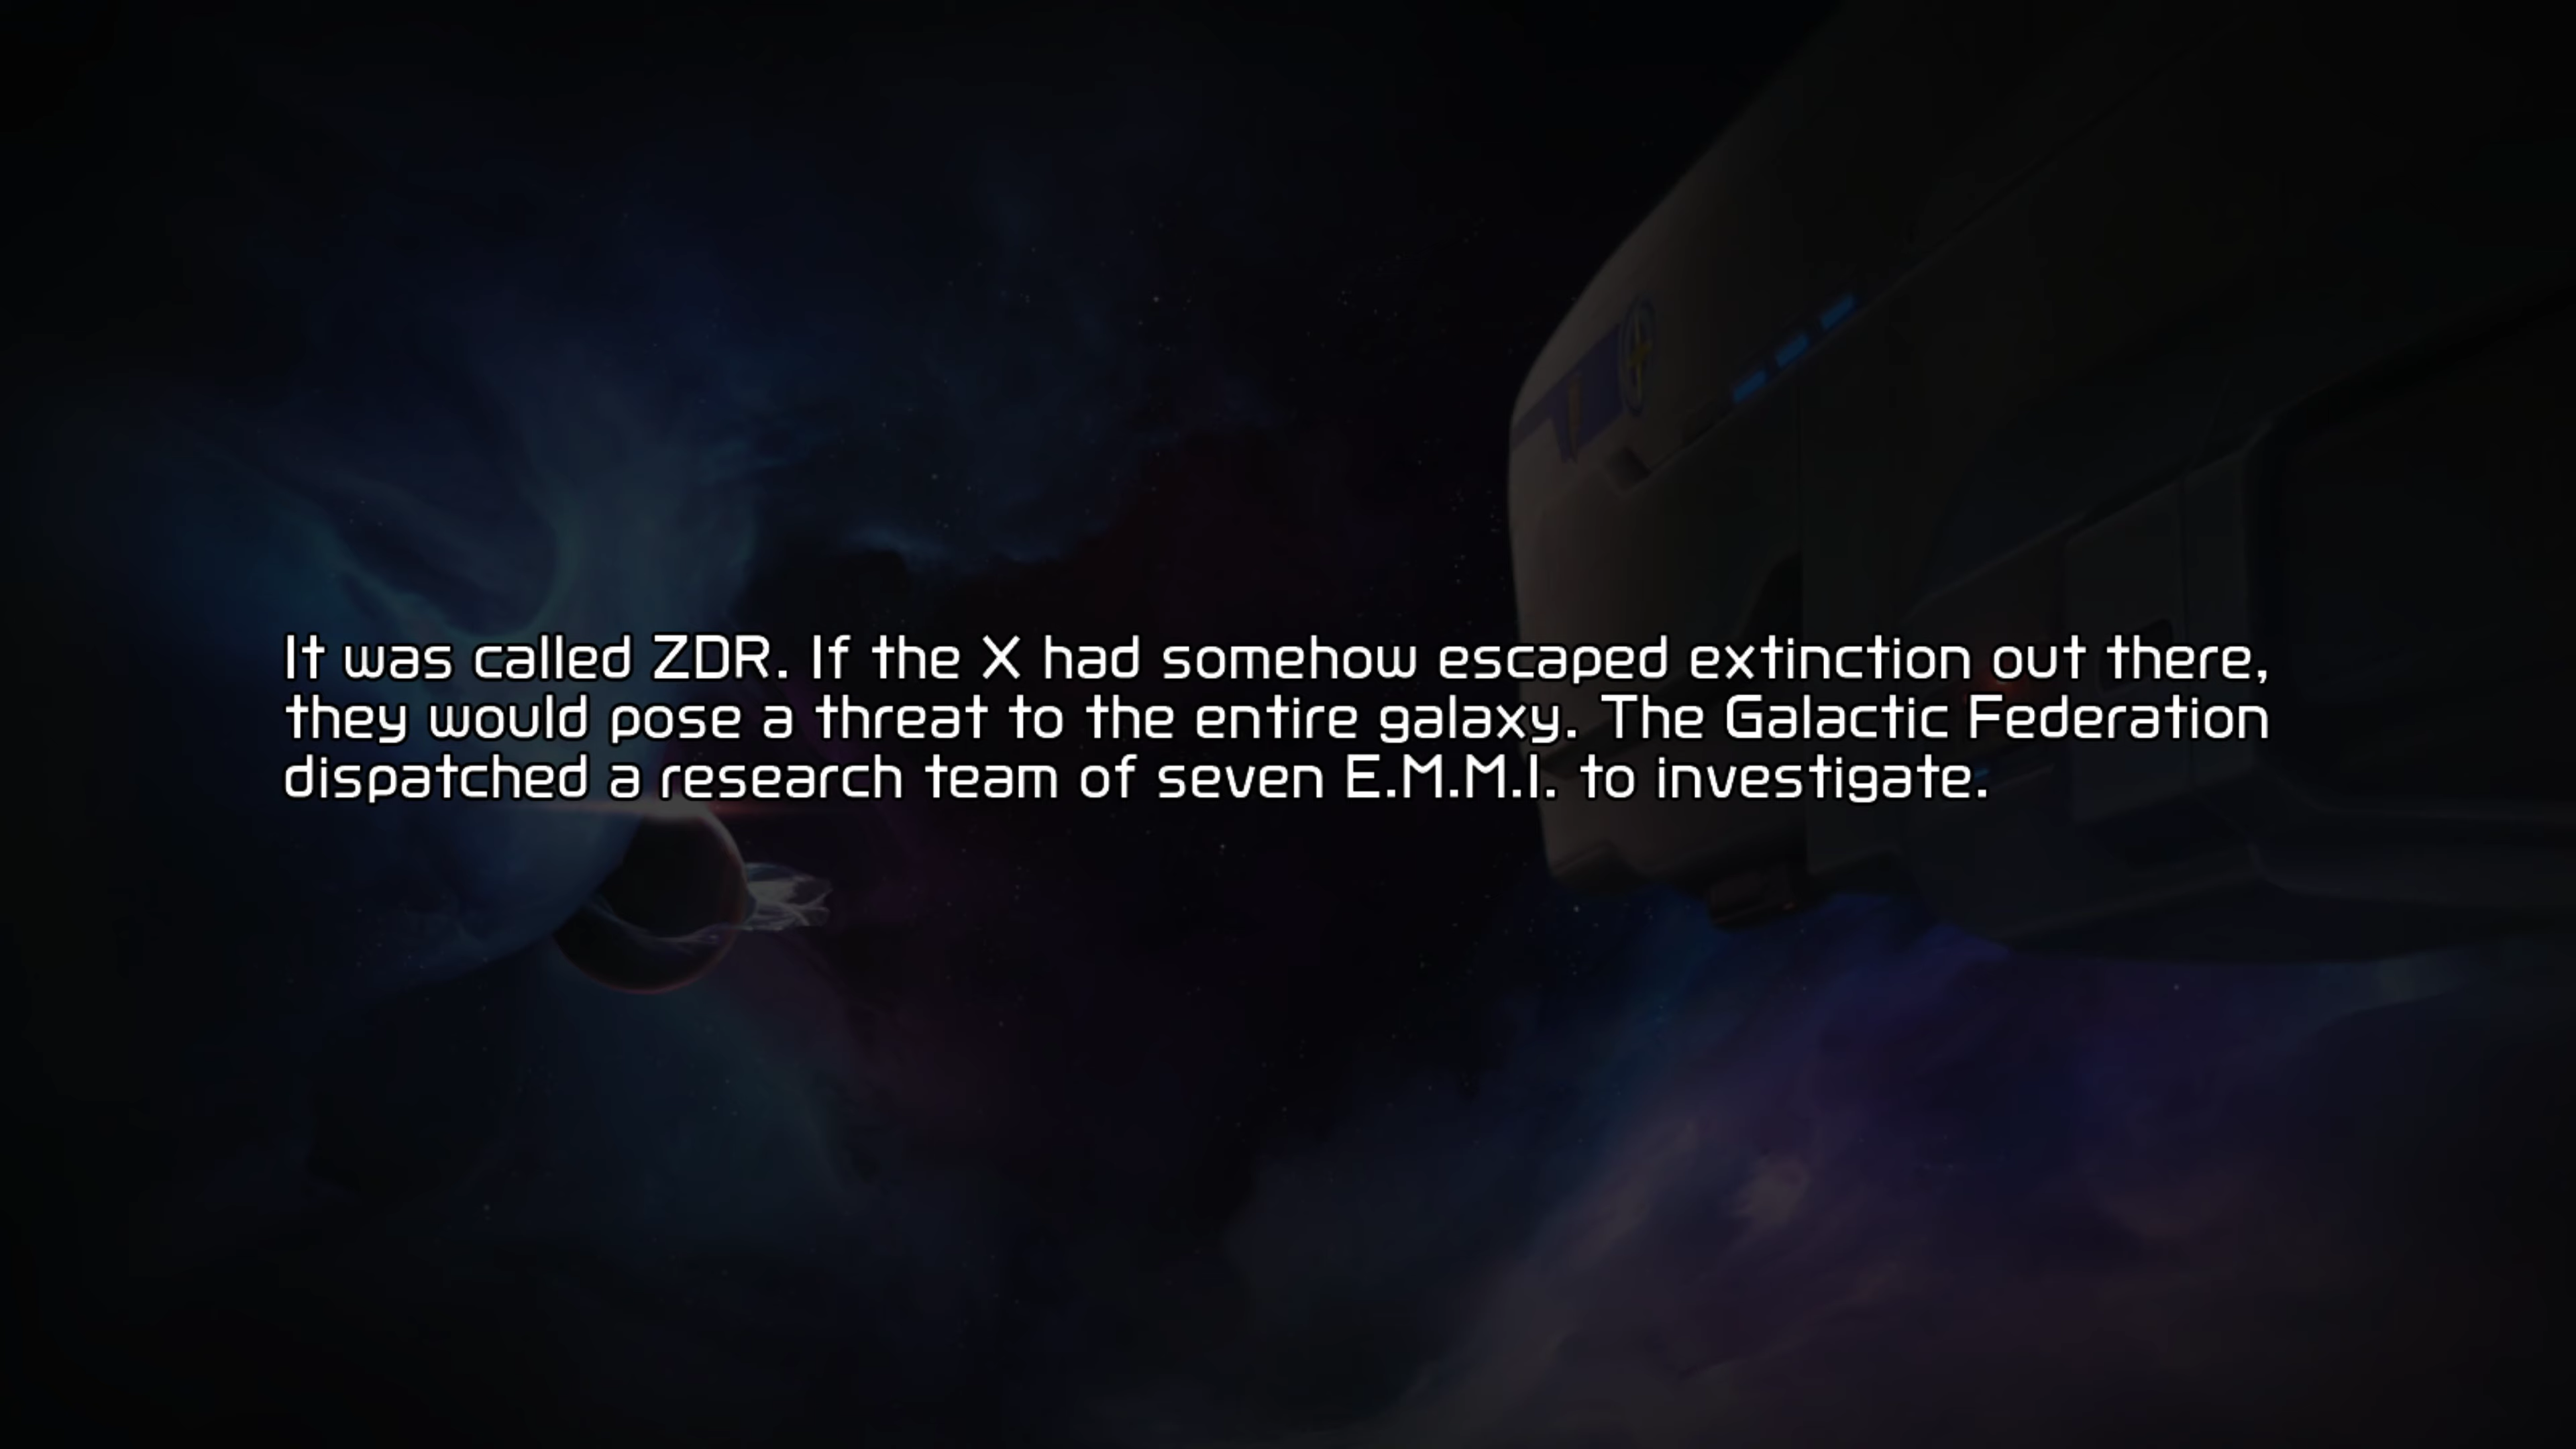 It was called ZDR. If the X had somehow escaped extinction out there,
they would pose a threat to the entire galaxy. The Galactic Federation
dispatched a research team of seven E.M.M.I. to investigate.